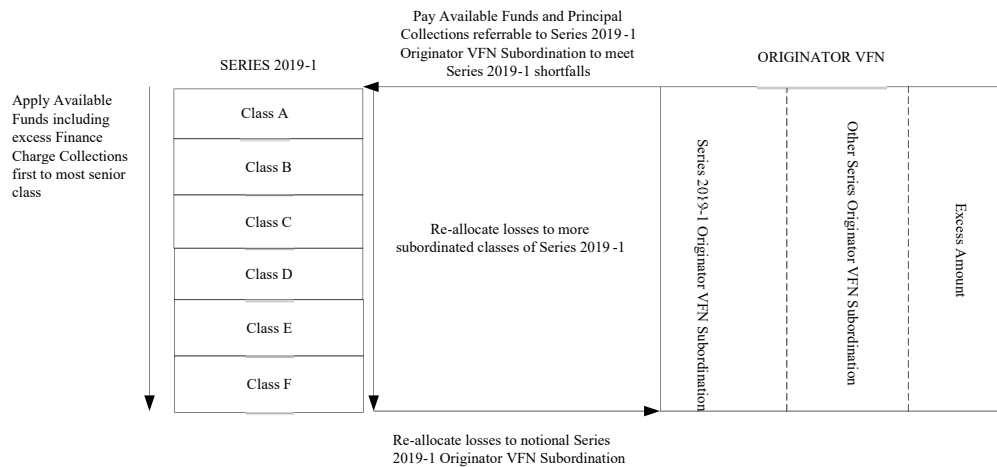 Pay Available Funds and Principal
Collections referrable to Series 2019-1
Originator VFN Subordination to meet
Series 2019-1 shortfalls
SERIES 2019-1
ORIGINATOR VFN
Apply Available
Funds including
excess Finance
Charge Collections
first to most senior
class
Class A
Class B
Class C
Class D
Class E
Class F
Re-allocate losses to more
subordinated classes of Series 2019-1
Series 2019-1 Originator VFN Subordination
Other Series Originator VFN Subordination
Excess Amount
Re-allocate losses to notional Series
2019-1 Originator VFN Subordination